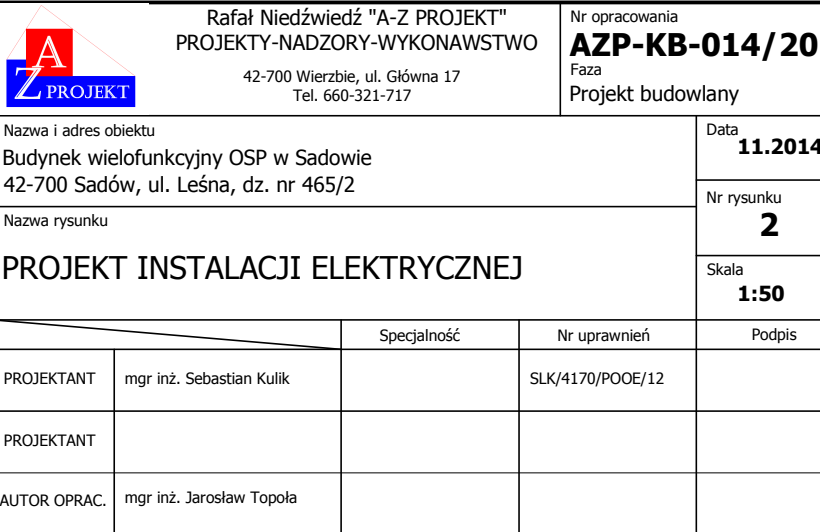 A
Z PROJEKT
Rafał Niedźwiedź "A-Z PROJEKT"
PROJEKTY-NADZORY-WYKONAWSTWO
42-700 Wierzbie, ul. Główna 17
Tel. 660-321-717
Nr opracowania
AZP-KB-014/20
Faza
Projekt budowlany
Nazwa i adres obiektu
Budynek wielofunkcyjny OSP w Sadowie
42-700 Sadów, ul. Leśna, dz. nr 465/2
Data
11.2014
Nr rysunku
2
Nazwa rysunku
PROJEKT INSTALACJI ELEKTRYCZNEJ
Skala
1:50
Specjalność Nr uprawnień Podpis
PROJEKTANT mgr inż. Sebastian Kulik SLK/4170/POOE/12
PROJEKTANT
AUTOR OPRAC. mgr inż. Jarosław Topoła